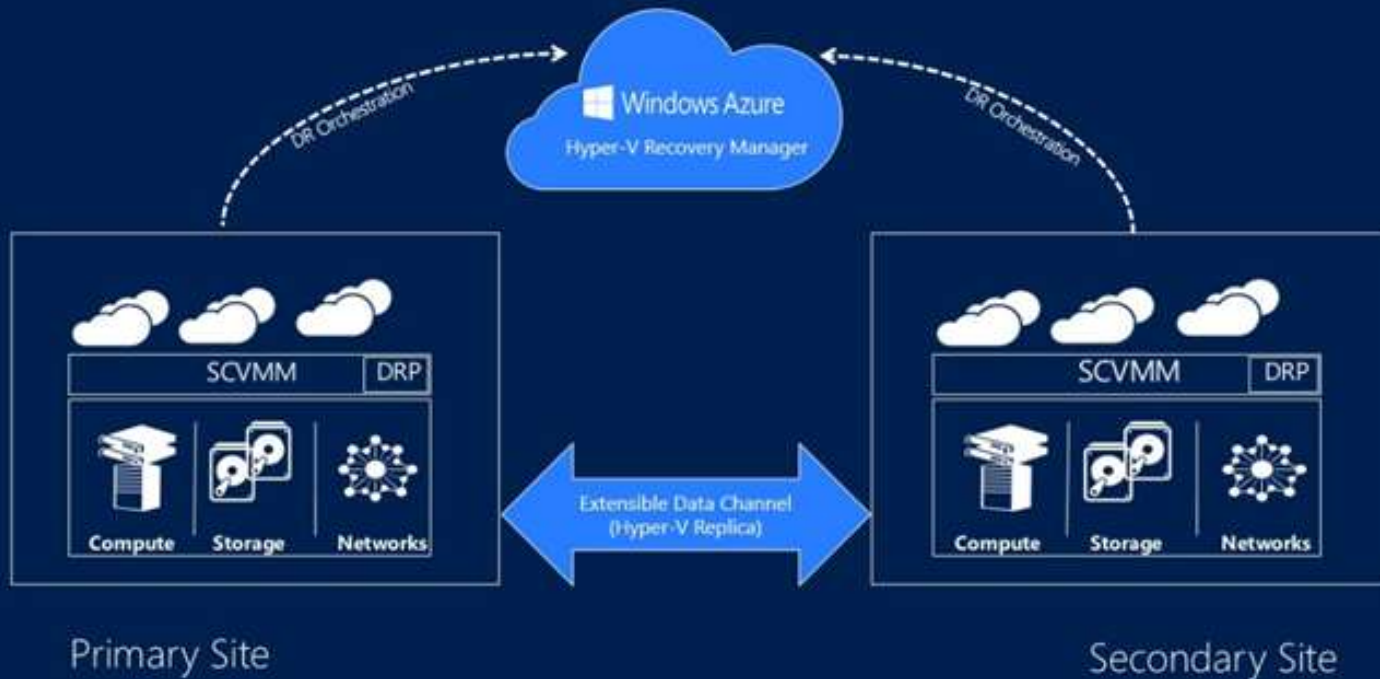 Windows Azure
Hyper-V Recovery Manager
DR Orchestration
DR Orchestration
SCVMM
DRP
Compute
Storage
Networks
Extensible Data Channel
(Hyper-V Replica)
SCVMM
DRP
Compute
Storage
Networks
Primary Site
Secondary Site